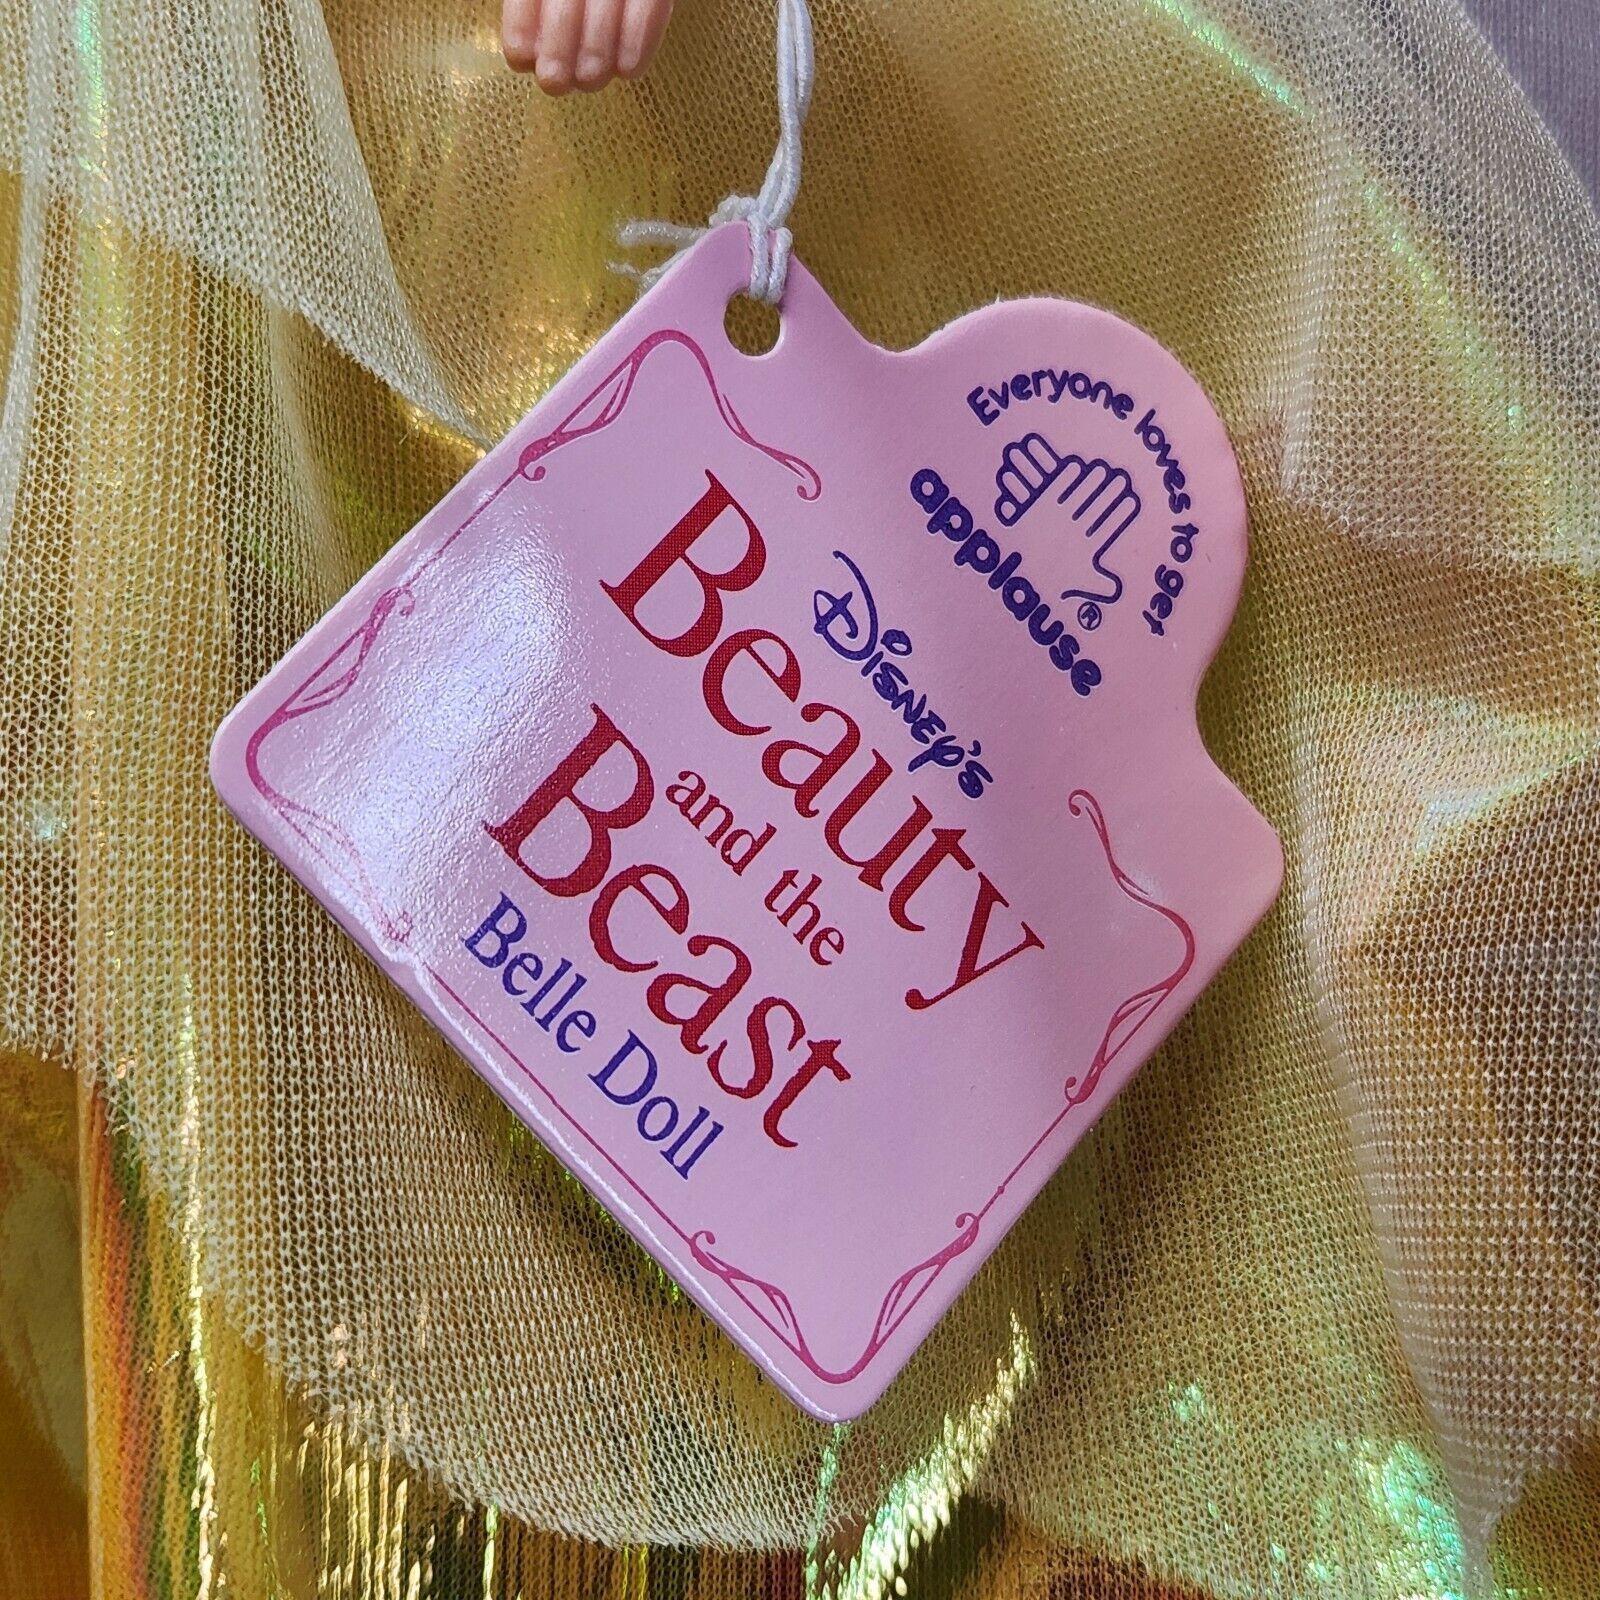 Everyone loves to get
applause®
Disney's
Beauty
and the
Beast
Belle Doll